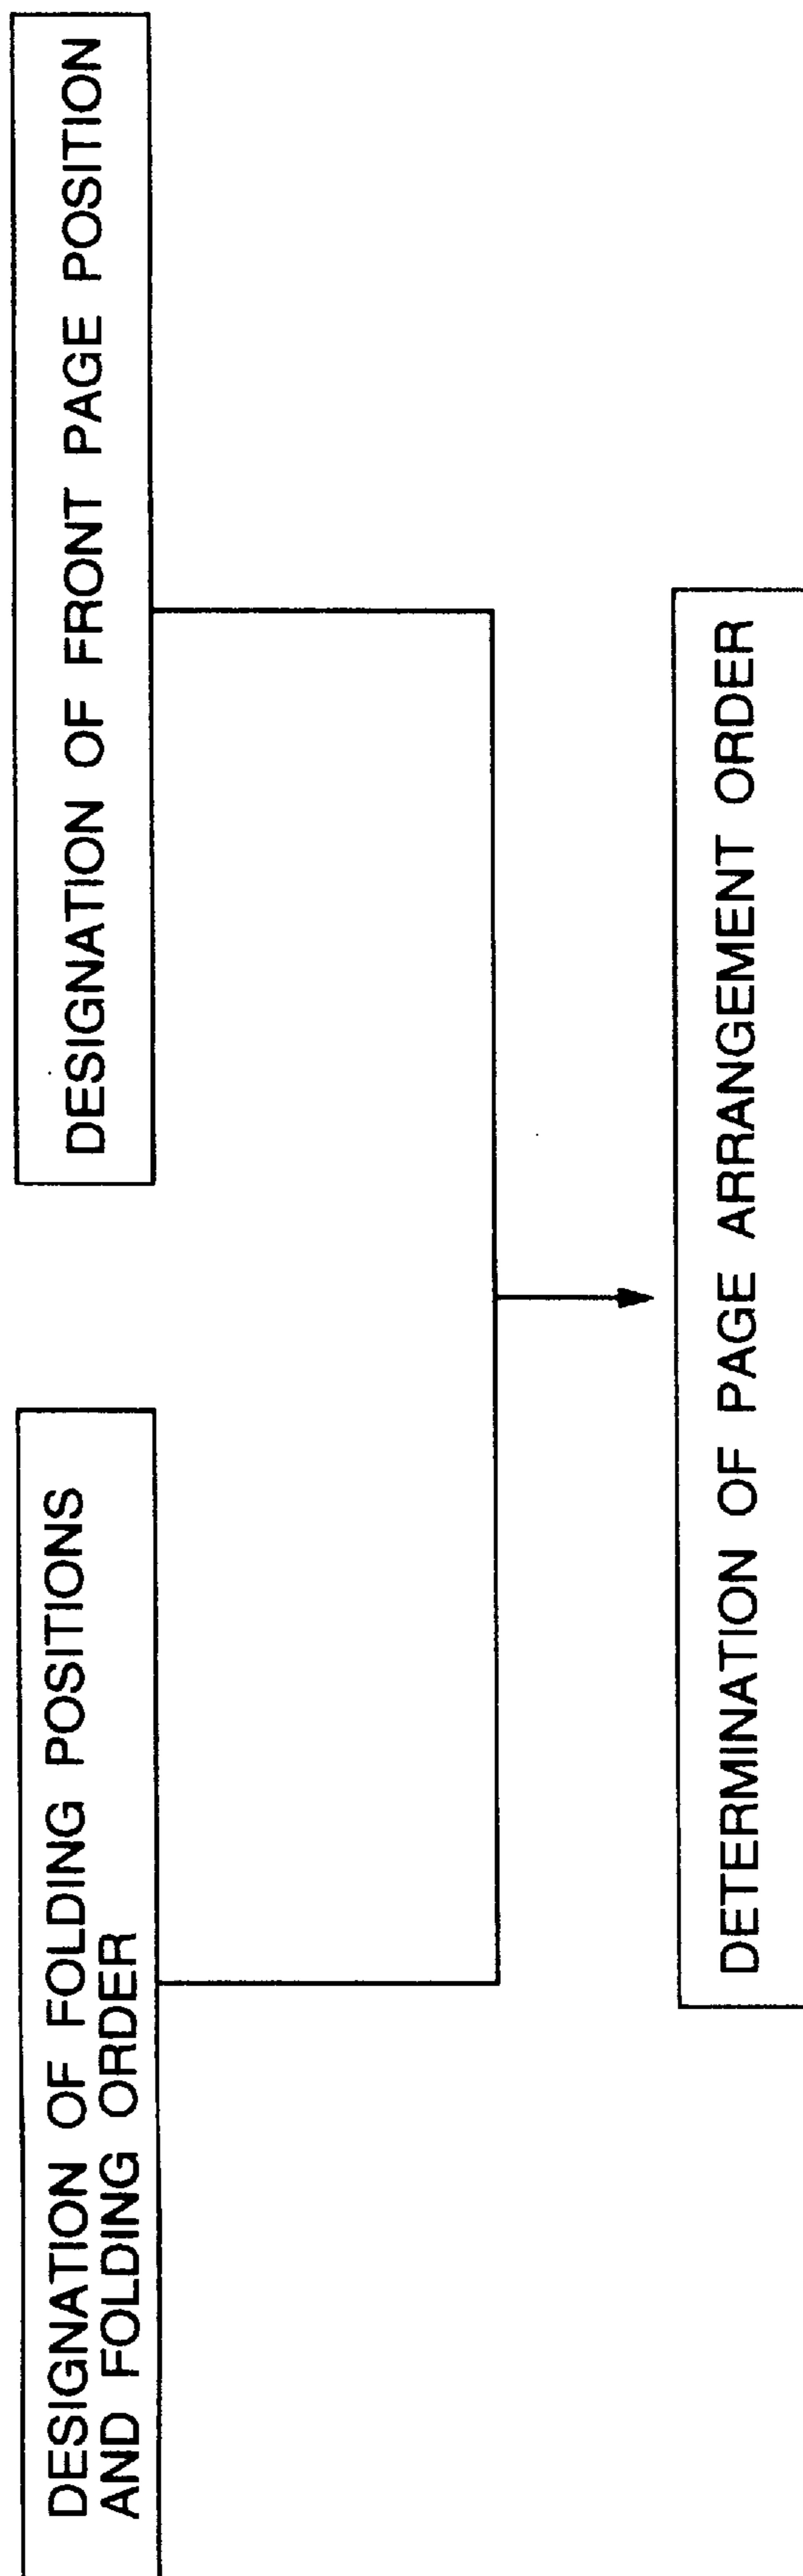 DESIGNATION OF FOLDING POSITIONS
AND FOLDING ORDER
DESIGNATION OF FRONT PAGE POSITION
DETERMINATION OF PAGE ARRANGEMENT ORDER